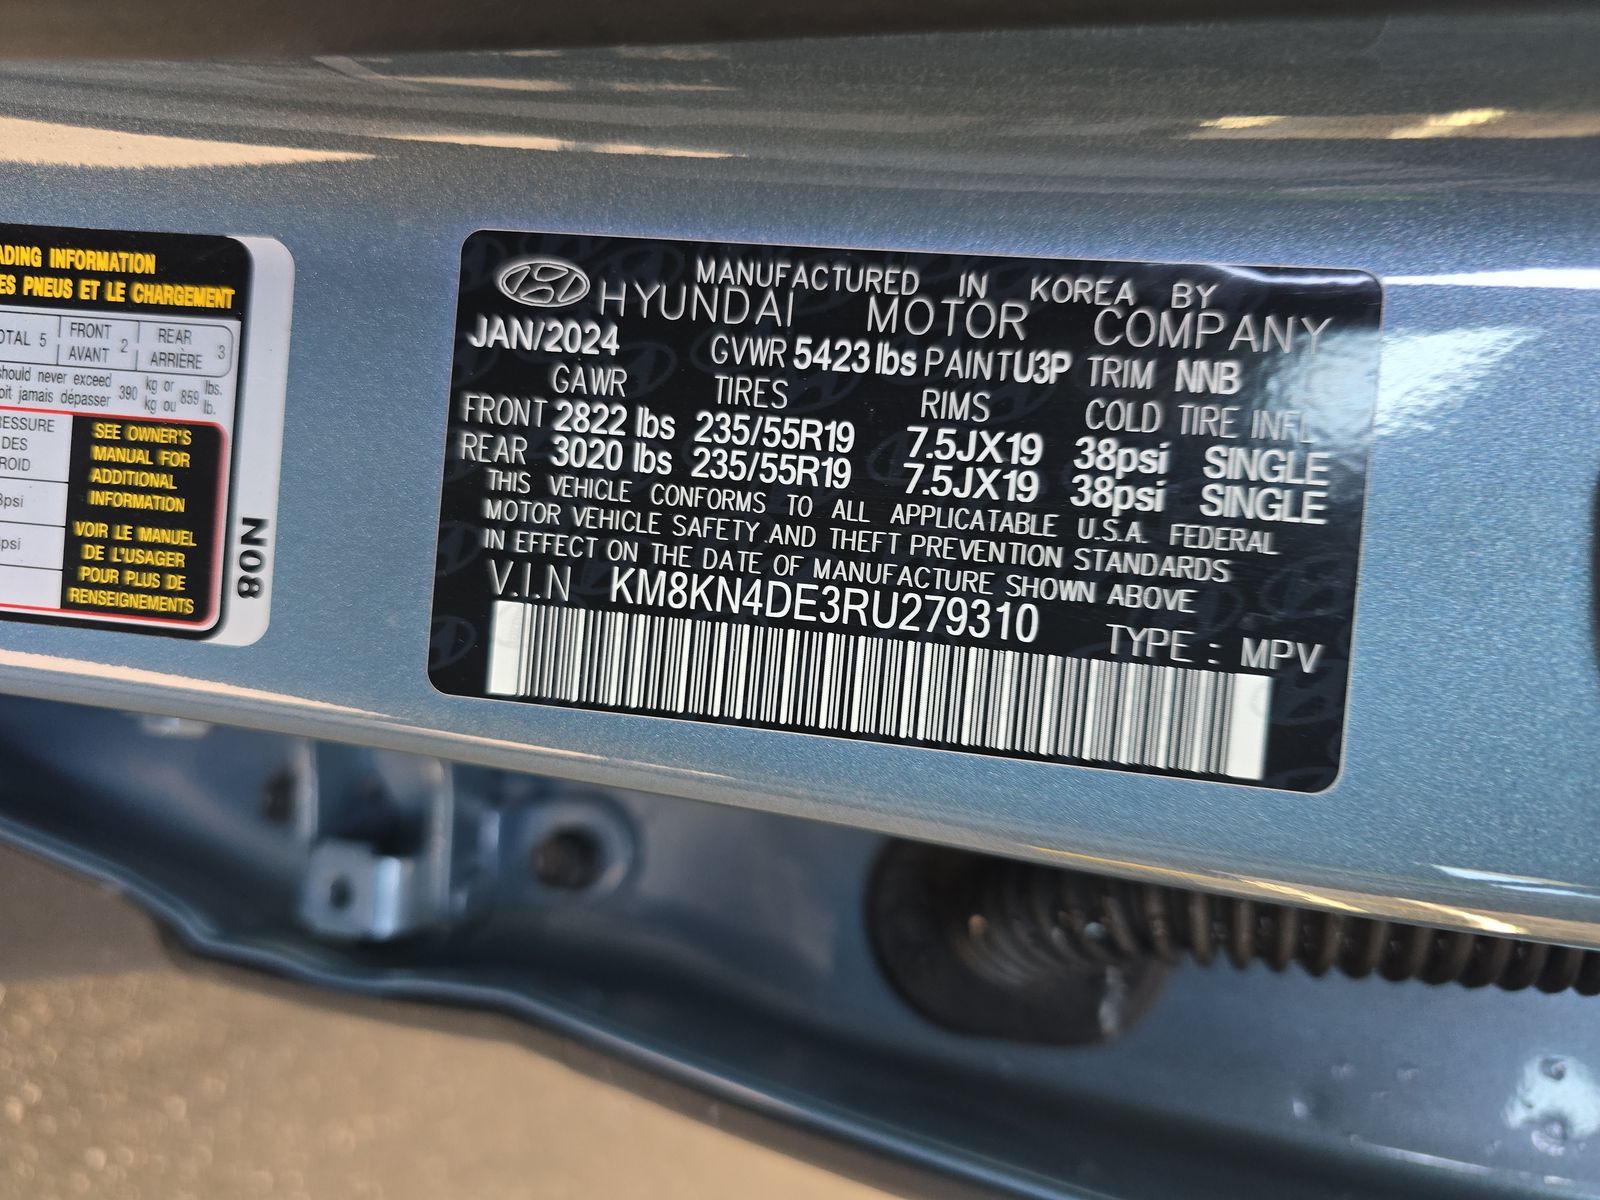 ADING INFORMATION
ES PNEUS ET LE CHARGEMENT
OTAL 5 FRONT AVANT 2 REAR ARRIÈRE 3
hould never exceed 390 kg or 859 lbs.
oit jamais dépasser kg ou lb.
ESSURE
DES
ROID
psi
psi
SEE OWNER'S
MANUAL FOR
ADDITIONAL
INFORMATION
VOIR LE MANUEL
DE L'USAGER
POUR PLUS DE
RENSEIGNEMENTS
N08
MANUFACTURED IN KOREA BY
HYUNDAI MOTOR COMPANY
JAN/2024 GVWR 5423 lbs PAINT U3P TRIM NNB
GAWR TIRES RIMS COLD TIRE INFL
FRONT 2822 lbs 235/55R19 7.5JX19 38psi SINGLE
REAR 3020 lbs 235/55R19 7.5JX19 38psi SINGLE
THIS VEHICLE CONFORMS TO ALL APPLICATABLE U.S.A. FEDERAL
MOTOR VEHICLE SAFETY AND THEFT PREVENTION STANDARDS
IN EFFECT ON THE DATE OF MANUFACTURE SHOWN ABOVE
V.I.N KM8KN4DE3RU279310
TYPE : MPV